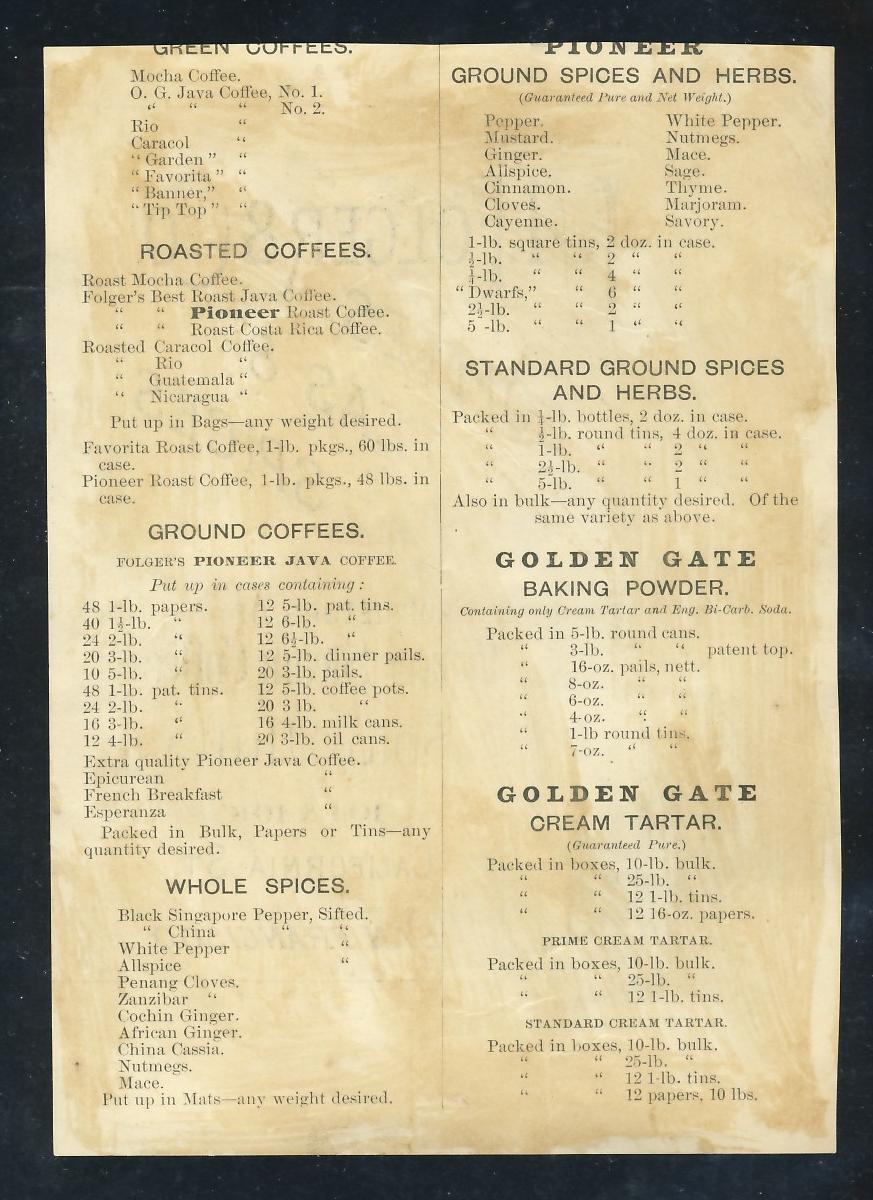 GREEN COFFEES.
Mocha Coffee.
O. G. Java Coffee, No. 1.
“ “ “ No. 2.
Rio “
Caracol “
“Garden” “
“Favorita” “
“Banner,” “
“Tip Top” “
ROASTED COFFEES.
Roast Mocha Coffee.
Folger's Best Roast Java Coffee.
“ “ Pioneer Roast Coffee.
“ “ Roast Costa Rica Coffee.
Roasted Caracol Coffee.
“ Rio “
“ Guatemala “
“ Nicaragua “
Put up in Bags—any weight desired.
Favorita Roast Coffee, 1-lb. pkgs., 60 lbs. in
case.
Pioneer Roast Coffee, 1-lb. pkgs., 48 lbs. in
case.
GROUND COFFEES.
FOLGER'S PIONEER JAVA COFFEE.
Put up in cases containing:
48 1-lb. papers. 12 5-lb. pat. tins.
40 1½-lb. “ 12 6-lb. “
24 2-lb. “ 12 6½-lb. “
20 3-lb. “ 12 5-lb. dinner pails.
10 5-lb. “ 20 3-lb. pails.
48 1-lb. pat. tins. 12 5-lb. coffee pots.
24 2-lb. “ 20 3 lb. “
16 3-lb. “ 16 4-lb. milk cans.
12 4-lb. “ 20 3-lb. oil cans.
Extra quality Pioneer Java Coffee.
Epicurean “
French Breakfast “
Esperanza “
Packed in Bulk, Papers or Tins—any
quantity desired.
WHOLE SPICES.
Black Singapore Pepper, Sifted.
“ China “ “
White Pepper “
Allspice “
Penang Cloves.
Zanzibar “
Cochin Ginger.
African Ginger.
China Cassia.
Nutmegs.
Mace.
Put up in Mats—any weight desired.
PIONEER
GROUND SPICES AND HERBS.
(Guaranteed Pure and Net Weight.)
Pepper. White Pepper.
Mustard. Nutmegs.
Ginger. Mace.
Allspice. Sage.
Cinnamon. Thyme.
Cloves. Marjoram.
Cayenne. Savory.
1-lb. square tins, 2 doz. in case.
½-lb. “ “ 2 “ “
¼-lb. “ “ 4 “ “
“Dwarfs,” “ 6 “ “
2½-lb. “ “ 2 “ “
5 -lb. “ “ 1 “ “
STANDARD GROUND SPICES
AND HERBS.
Packed in ¼-lb. bottles, 2 doz. in case.
“ ½-lb. round tins, 4 doz. in case.
“ 1-lb. “ “ 2 “ “
“ 2½-lb. “ “ 2 “ “
“ 5-lb. “ “ 1 “ “
Also in bulk—any quantity desired. Of the
same variety as above.
GOLDEN GATE
BAKING POWDER.
Containing only Cream Tartar and Eng. Bi-Carb. Soda.
Packed in 5-lb. round cans.
“ 3-lb. “ “ patent top.
“ 16-oz. pails, nett.
“ 8-oz. “ “
“ 6-oz. “ “
“ 4-oz. “ “
“ 1-lb round tins.
“ 7-oz. “ “
GOLDEN GATE
CREAM TARTAR.
(Guaranteed Pure.)
Packed in boxes, 10-lb. bulk.
“ “ 25-lb. “
“ “ 12 1-lb. tins.
“ “ 12 16-oz. papers.
PRIME CREAM TARTAR.
Packed in boxes, 10-lb. bulk.
“ “ 25-lb. “
“ “ 12 1-lb. tins.
STANDARD CREAM TARTAR.
Packed in boxes, 10-lb. bulk.
“ “ 25-lb. “
“ “ 12 1-lb. tins.
“ “ 12 papers, 10 lbs.